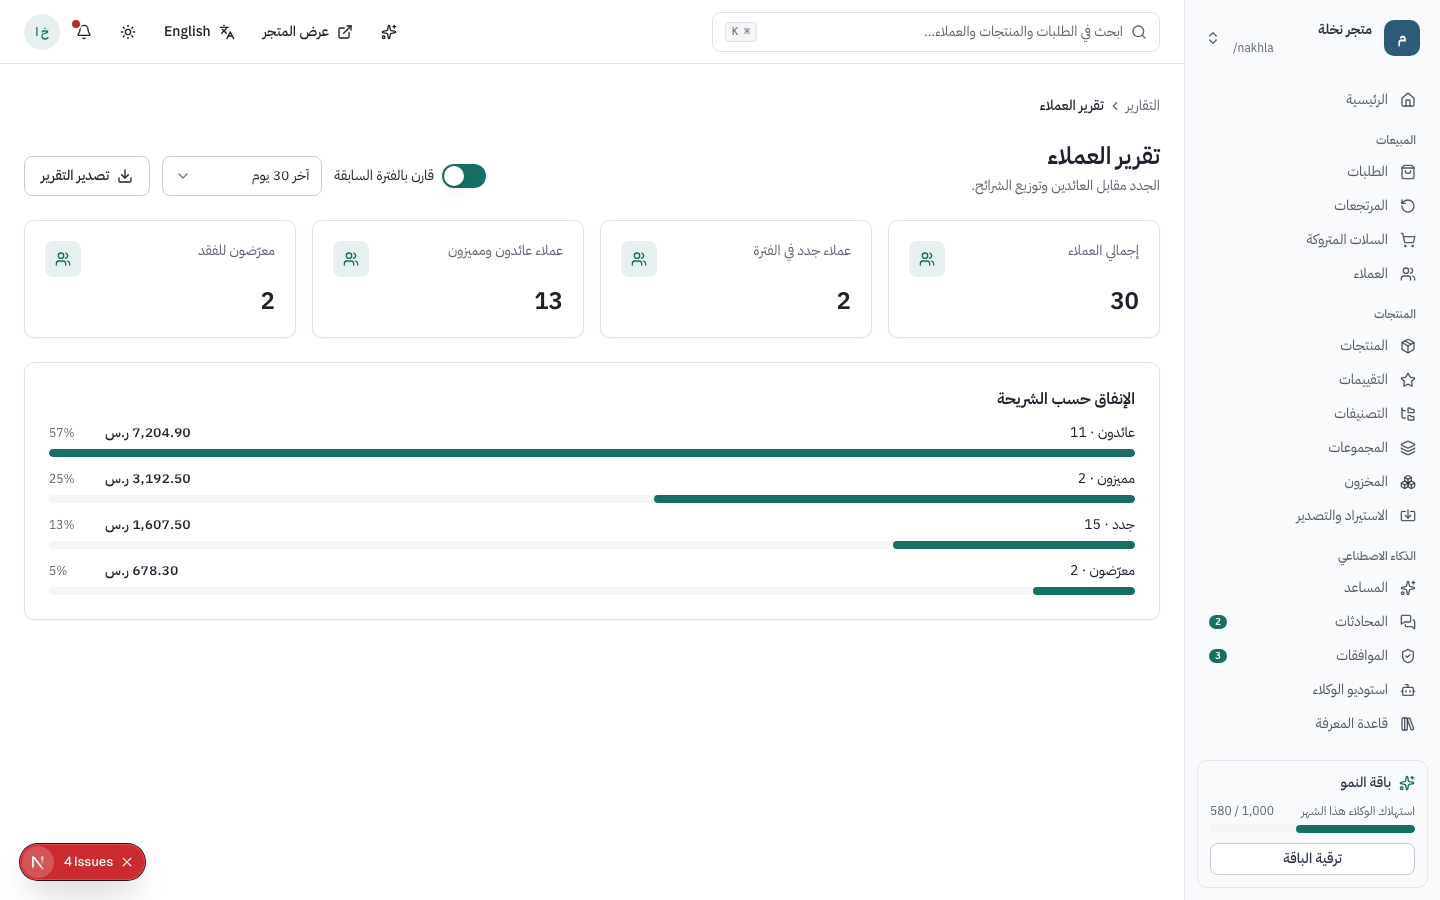 متجر نخلة
/nakhla
الرئيسية
المبيعات
الطلبات
المرتجعات
السلات المتروكة
العملاء
المنتجات
المنتجات
التقييمات
التصنيفات
المجموعات
المخزون
الاستيراد والتصدير
الذكاء الاصطناعي
المساعد
المحادثات 2
الموافقات 3
استوديو الوكلاء
قاعدة المعرفة
باقة النمو
استهلاك الوكلاء هذا الشهر 580 / 1,000
ترقية الباقة
م
ابحث في الطلبات والمنتجات والعملاء... ⌘ K
عرض المتجر
English
خ ا
التقارير
تقرير العملاء
تقرير العملاء
الجدد مقابل العائدين وتوزيع الشرائح.
قارن بالفترة السابقة
آخر 30 يوم
تصدير التقرير
إجمالي العملاء
30
عملاء جدد في الفترة
2
عملاء عائدون ومميزون
13
معرّضون للفقد
2
الإنفاق حسب الشريحة
عائدون · 11 7,204.90 ر.س 57%
مميزون · 2 3,192.50 ر.س 25%
جدد · 15 1,607.50 ر.س 13%
معرّضون · 2 678.30 ر.س 5%
N 4 Issues